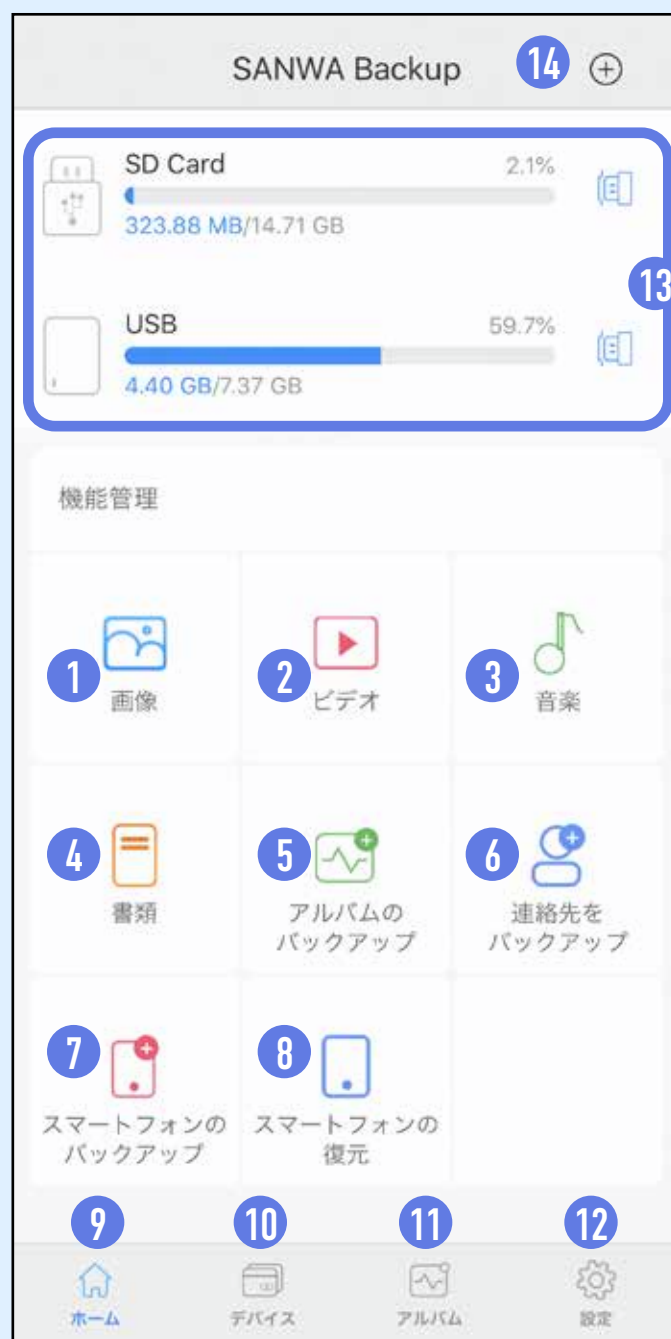 SANWA Backup
14
SD Card
2.1%
323.88 MB/14.71 GB
13
USB
59.7%
4.40 GB/7.37 GB
機能管理
1
画像
2
ビデオ
3
音楽
4
書類
5
アルバムの
バックアップ
6
連絡先を
バックアップ
7
スマートフォンの
バックアップ
8
スマートフォンの
復元
9
ホーム
10
デバイス
11
アルバム
12
設定